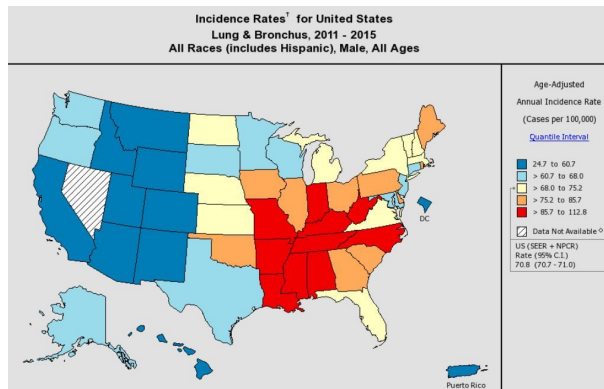 Incidence Rates† for United States
Lung & Bronchus, 2011 - 2015
All Races (includes Hispanic), Male, All Ages
Age-Adjusted
Annual Incidence Rate
(Cases per 100,000)
Quantile Interval
24.7 to 60.7
> 60.7 to 68.0
> 68.0 to 75.2
> 75.2 to 85.7
> 85.7 to 112.8
Data Not Available ◊
US (SEER + NPCR)
Rate (95% C.I.)
70.8 (70.7 - 71.0)
DC
Puerto Rico